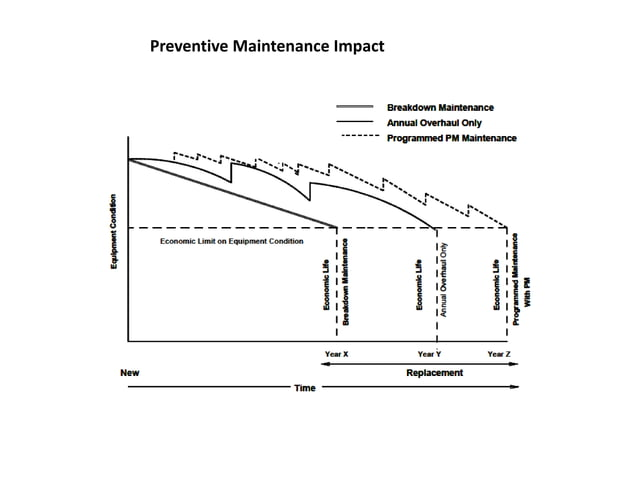 Preventive Maintenance Impact
Breakdown Maintenance
Annual Overhaul Only
Programmed PM Maintenance
Equipment Condition
Economic Limit on Equipment Condition
Economic Life
Breakdown Maintenance
Economic Life
Annual Overhaul Only
Economic Life
Programmed Maintenance
With PM
Year X
Year Y
Year Z
New
Replacement
Time